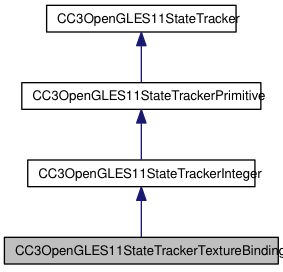 CC3OpenGLES11StateTracker
CC3OpenGLES11StateTrackerPrimitive
CC3OpenGLES11StateTrackerInteger
CC3OpenGLES11StateTrackerTextureBinding